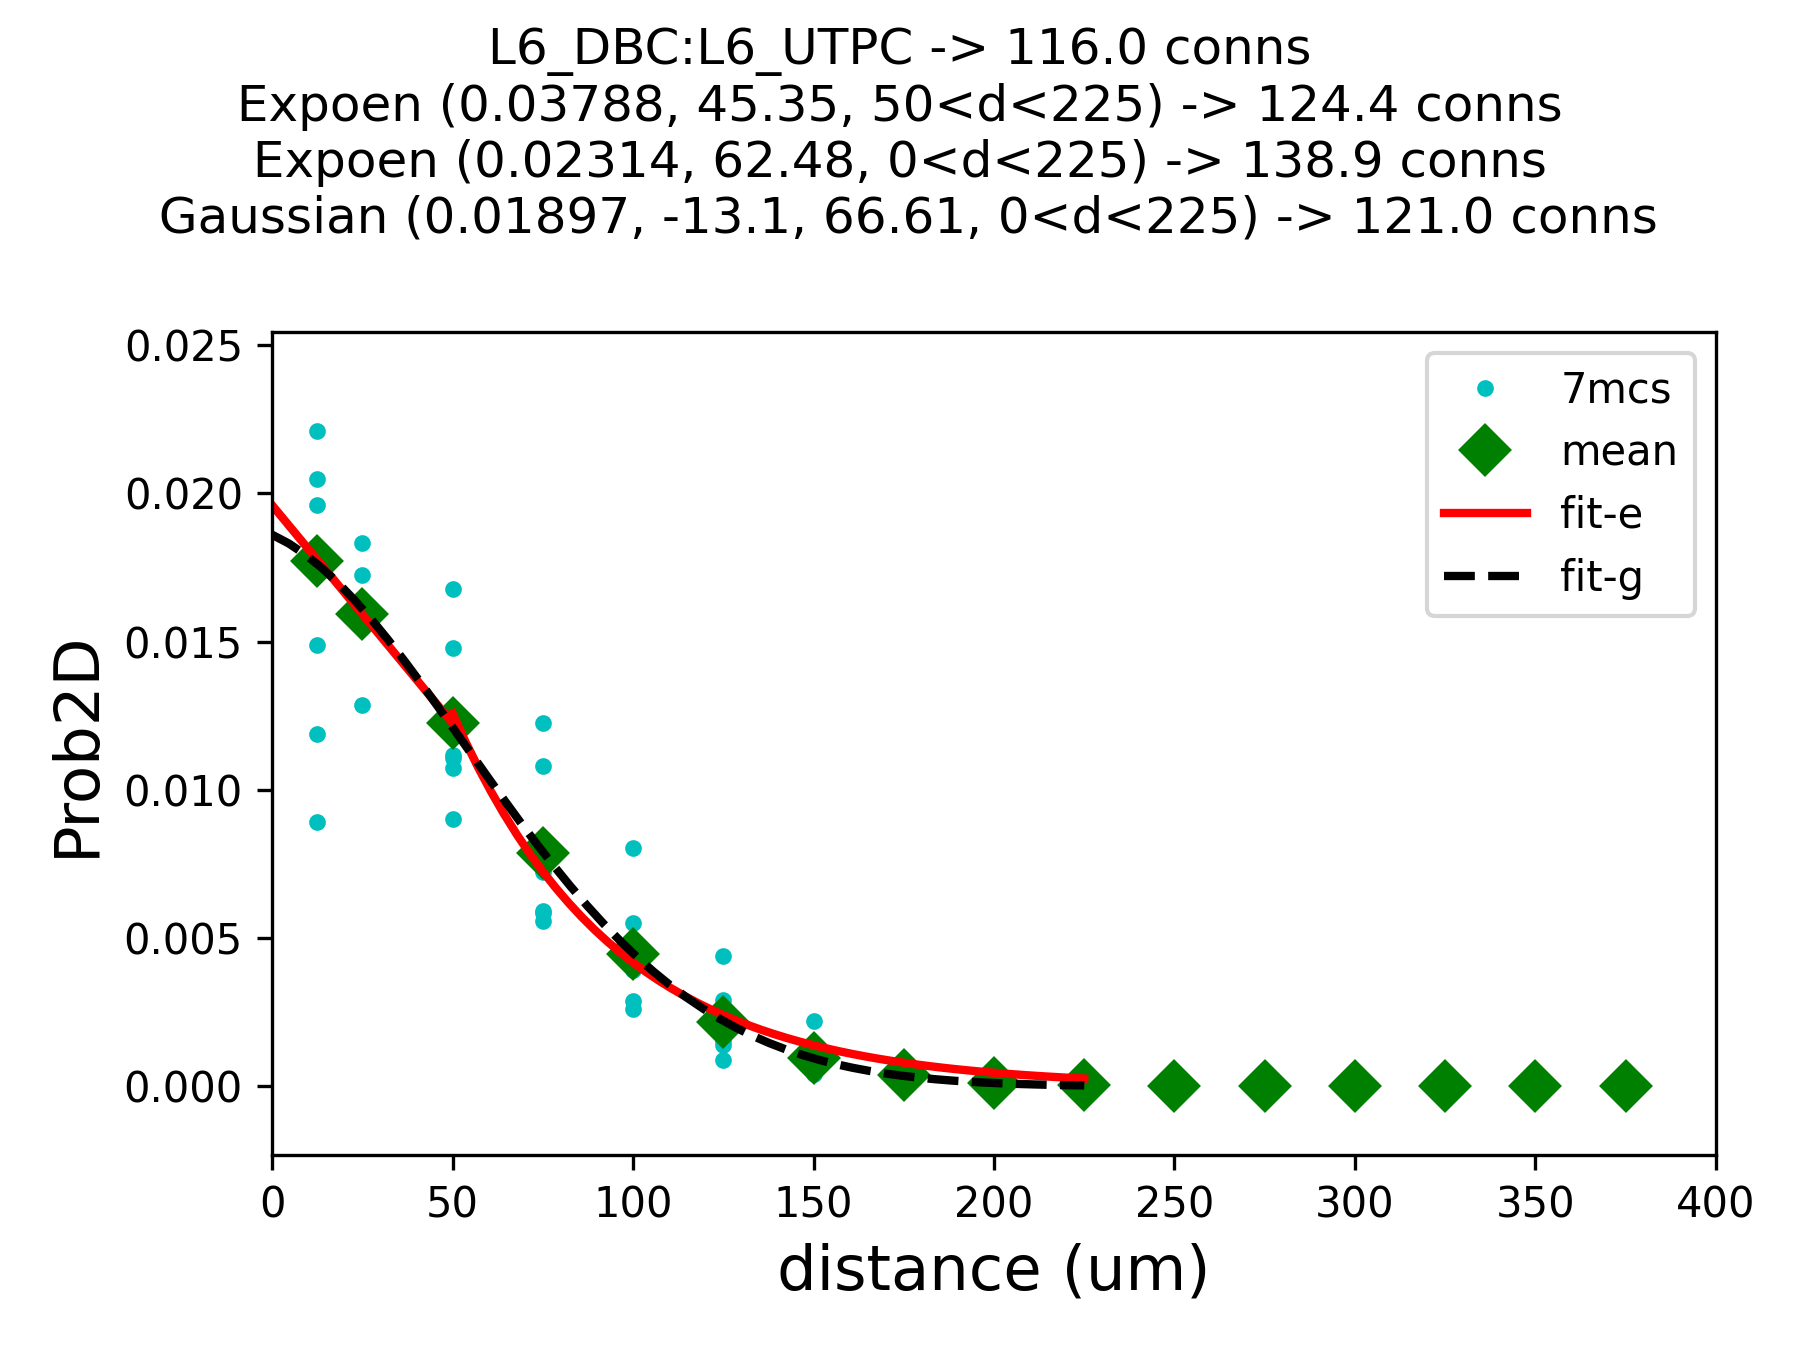 L6_DBC:L6_UTPC -> 116.0 conns
Expoen (0.03788, 45.35, 50<d<225) -> 124.4 conns
Expoen (0.02314, 62.48, 0<d<225) -> 138.9 conns
Gaussian (0.01897, -13.1, 66.61, 0<d<225) -> 121.0 conns
0.025
0.020
0.015
0.010
0.005
0.000
Prob2D
7mcs
mean
fit-e
fit-g
0 50 100 150 200 250 300 350 400
distance (um)